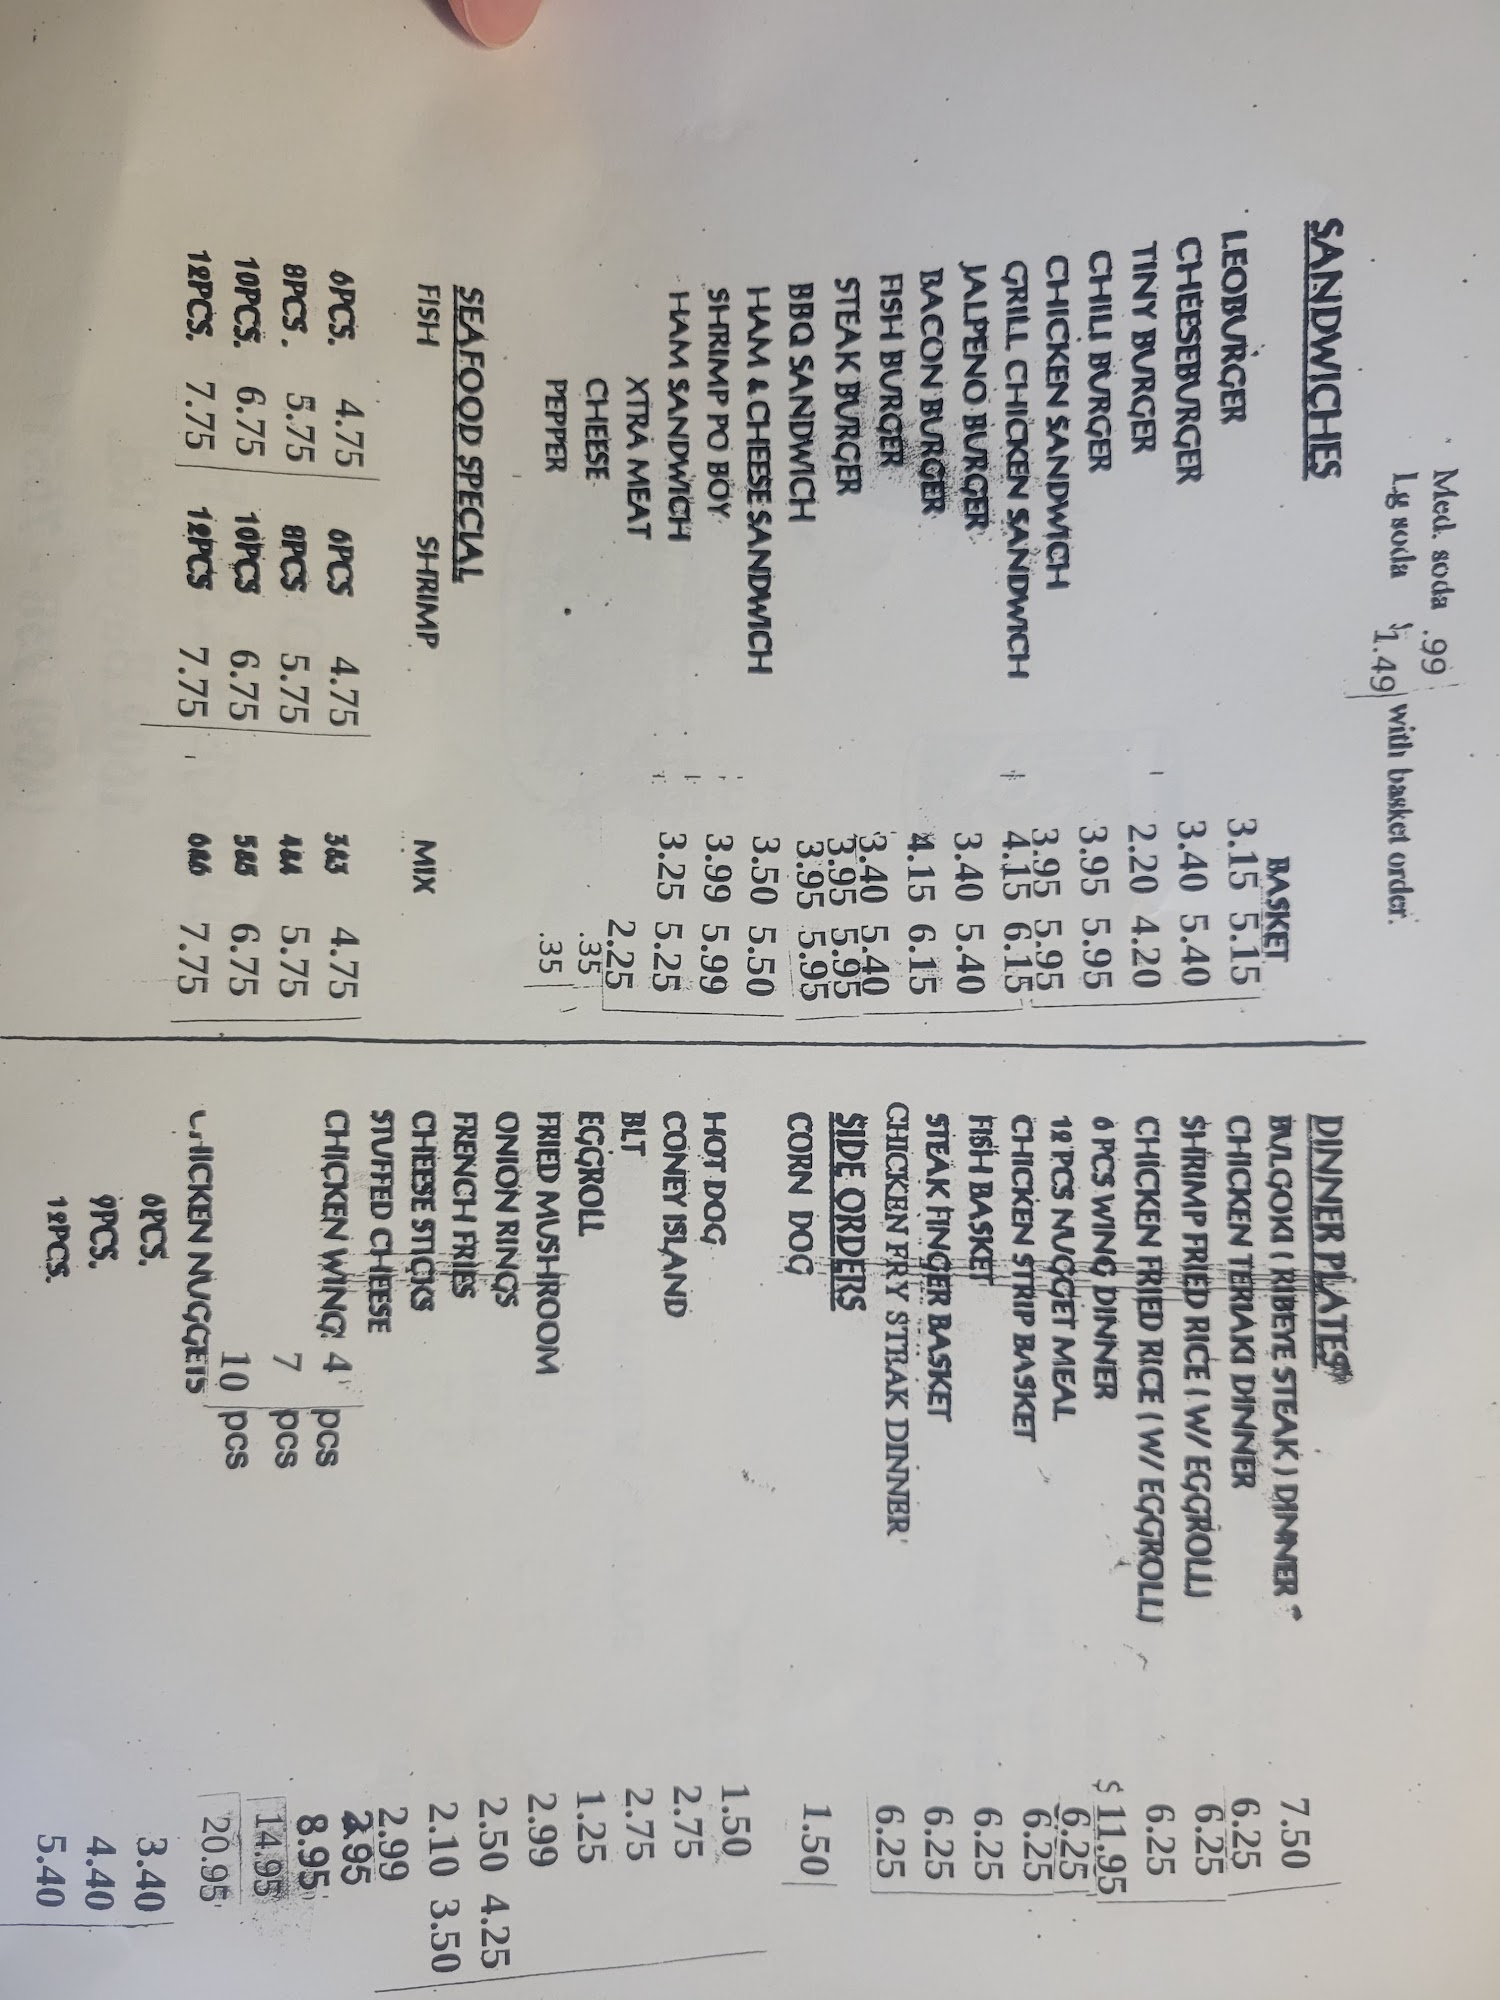 Med. soda .99
Lg soda $1.49 with basket order.
SANDWICHES
BASKET
LEOBURGER 3.15 5.15
CHEESEBURGER 3.40 5.40
TINY BURGER 2.20 4.20
CHILI BURGER 3.95 5.95
CHICKEN SANDWICH 3.95 5.95
GRILL CHICKEN SANDWICH 4.15 6.15
JALPENO BURGER 3.40 5.40
BACON BURGER 4.15 6.15
FISH BURGER 3.40 5.40
STEAK BURGER 3.95 5.95
BBQ SANDWICH 3.95 5.95
HAM & CHEESE SANDWICH 3.50 5.50
SHRIMP PO BOY 3.99 5.99
HAM SANDWICH 3.25 5.25
XTRA MEAT 2.25
CHEESE .35
PEPPER .35
SEAFOOD SPECIAL
FISH SHRIMP MIX
6PCS. 4.75 6PCS 4.75 3&3 4.75
8PCS. 5.75 8PCS 5.75 4&4 5.75
10PCS. 6.75 10PCS 6.75 5&5 6.75
12PCS. 7.75 12PCS 7.75 6&6 7.75
DINNER PLATES
BULGOKI ( RIBEYE STEAK ) DINNER 7.50
CHICKEN TERIAKI DINNER 6.25
SHRIMP FRIED RICE ( W/ EGGROLL) 6.25
CHICKEN FRIED RICE ( W/ EGGROLL) 6.25
6 PCS WING DINNER $11.95
12 PCS NUGGET MEAL 6.25
CHICKEN STRIP BASKET 6.25
FISH BASKET 6.25
STEAK FINGER BASKET 6.25
CHICKEN FRY STRAK DINNER 6.25
SIDE ORDERS
CORN DOG 1.50
HOT DOG 1.50
CONEY ISLAND 2.75
BLT 2.75
EGGROLL 1.25
FRIED MUSHROOM 2.99
ONION RINGS 2.50 4.25
FRENCH FRIES 2.10 3.50
CHEESE STICKS 2.99
STUFFED CHEESE 2.95
CHICKEN WING 4 pcs 8.95
7 pcs 14.95
10 pcs 20.95
CHICKEN NUGGETS
6PCS. 3.40
9PCS. 4.40
12PCS. 5.40